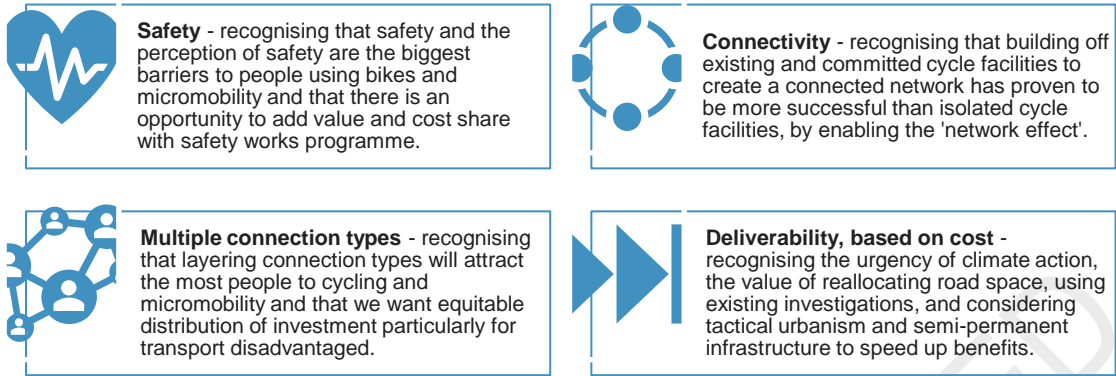 Safety - recognising that safety and the
perception of safety are the biggest
barriers to people using bikes and
micromobility and that there is an
opportunity to add value and cost share
with safety works programme.
Connectivity - recognising that building off
existing and committed cycle facilities to
create a connected network has proven to
be more successful than isolated cycle
facilities, by enabling the 'network effect'.
Multiple connection types - recognising
that layering connection types will attract
the most people to cycling and
micromobility and that we want equitable
distribution of investment particularly for
transport disadvantaged.
Deliverability, based on cost -
recognising the urgency of climate action,
the value of reallocating road space, using
existing investigations, and considering
tactical urbanism and semi-permanent
infrastructure to speed up benefits.